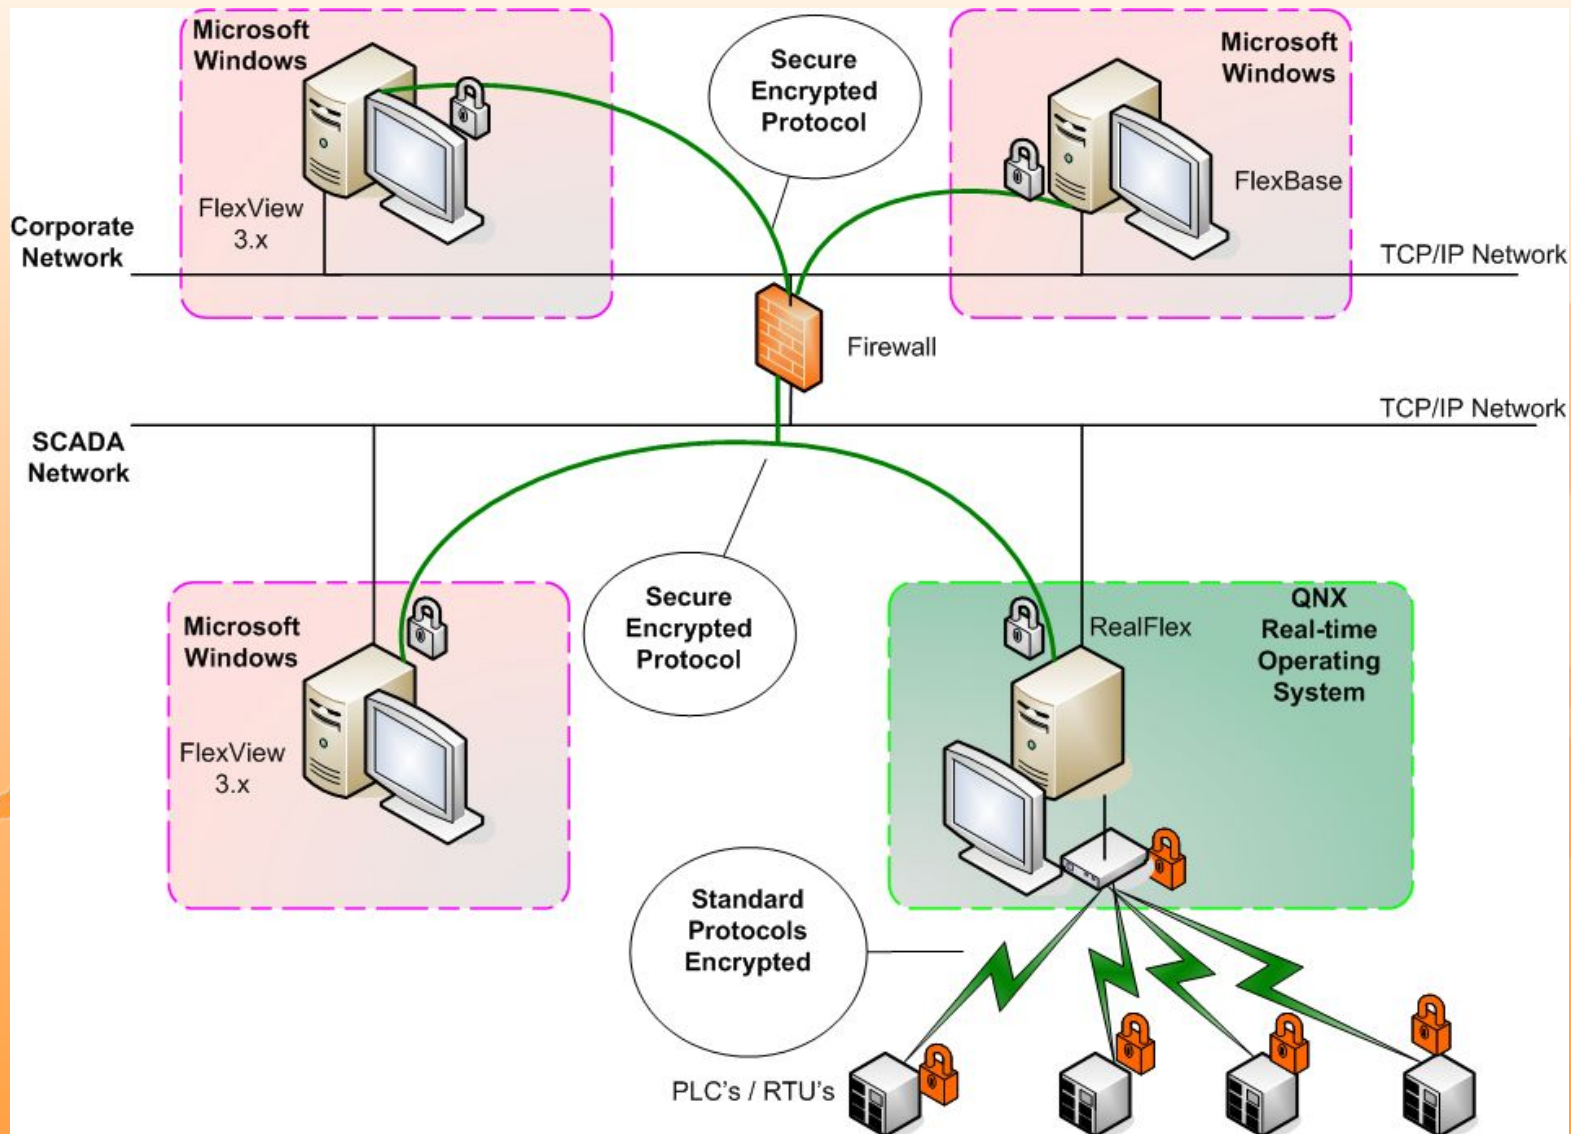 Microsoft
Windows
FlexView
3.x
Secure
Encrypted
Protocol
Microsoft
Windows
FlexBase
Corporate
Network
TCP/IP Network
Firewall
TCP/IP Network
SCADA
Network
Microsoft
Windows
FlexView
3.x
Secure
Encrypted
Protocol
RealFlex
QNX
Real-time
Operating
System
Standard
Protocols
Encrypted
PLC's / RTU's